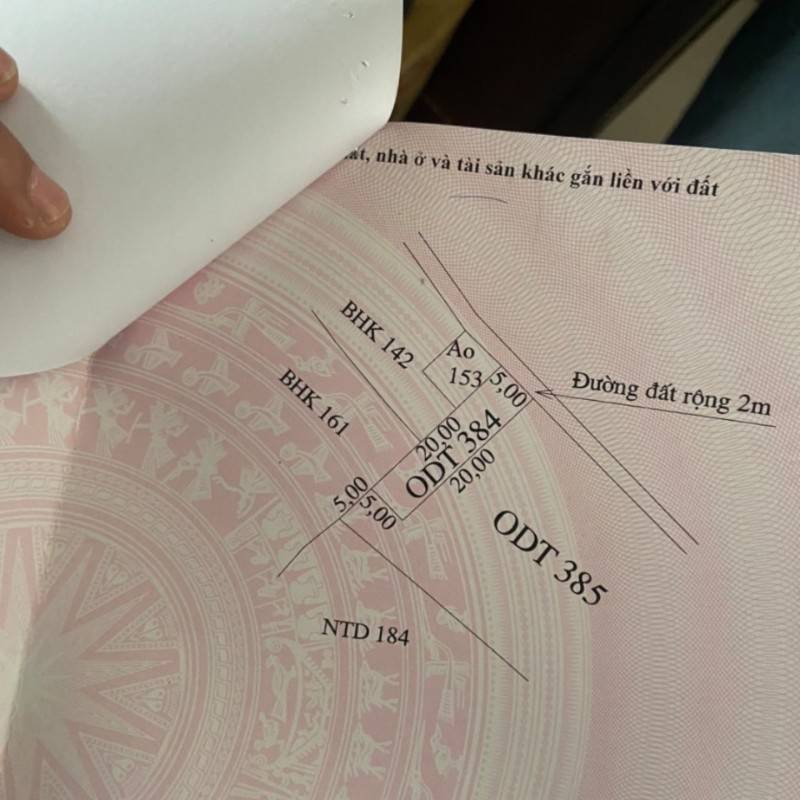 nhà ở và tài sản khác gắn liền với đất
BHK 142
Ao
153
5,00
Đường đất rộng 2m
BHK 161
20,00
ODT 384
20,00
5,00
5,00
ODT 385
NTD 184